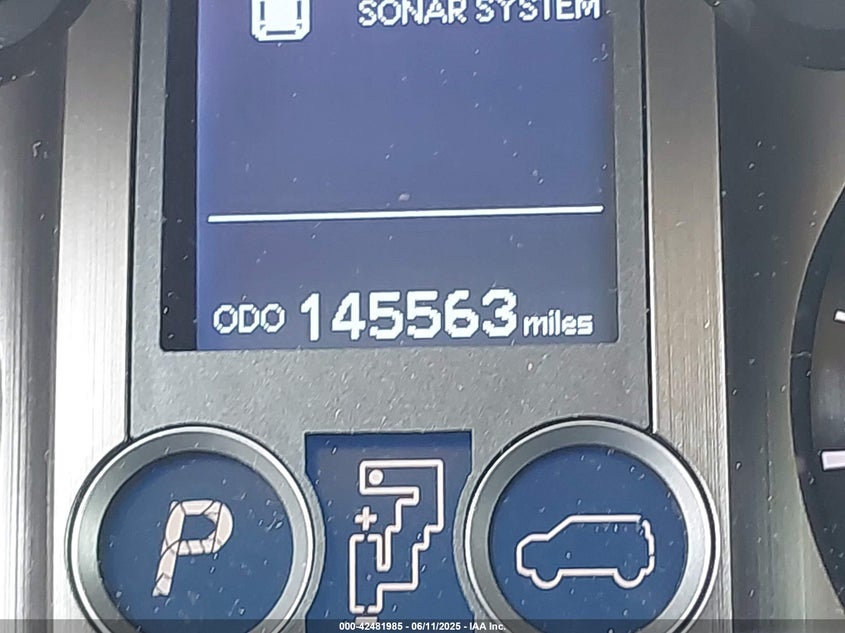 SONAR SYSTEM
ODO 145563 miles
P
+
000-42481985 - 06/11/2025 - IAA Inc.